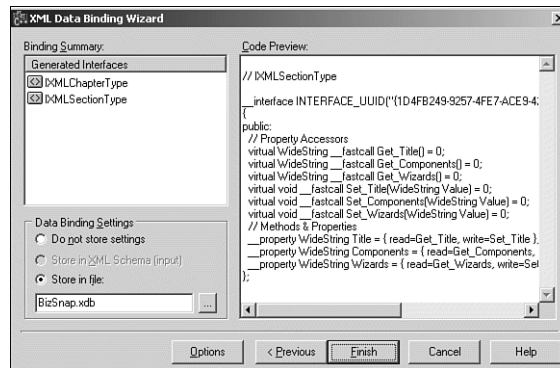 XML Data Binding Wizard
Binding Summary:
Generated Interfaces
IXMLChapterType
IXMLSectionType
Data Binding Settings
Do not store settings
Store in XML Schema (input)
Store in file:
BizSnap.xdb
...
Code Preview:
// IXMLSectionType
__interface INTERFACE_UUID("{1D4FB249-9257-4FE7-ACE9-4
{
public:
// Property Accessors
virtual WideString __fastcall Get_Title() = 0;
virtual WideString __fastcall Get_Components() = 0;
virtual WideString __fastcall Get_Wizards() = 0;
virtual void __fastcall Set_Title(WideString Value) = 0;
virtual void __fastcall Set_Components(WideString Value) = 0;
virtual void __fastcall Set_Wizards(WideString Value) = 0;
// Methods & Properties
__property WideString Title = { read=Get_Title, write=Set_Title }
__property WideString Components = { read=Get_Components,
__property WideString Wizards = { read=Get_Wizards, write=Set
};
Options
< Previous
Finish
Cancel
Help